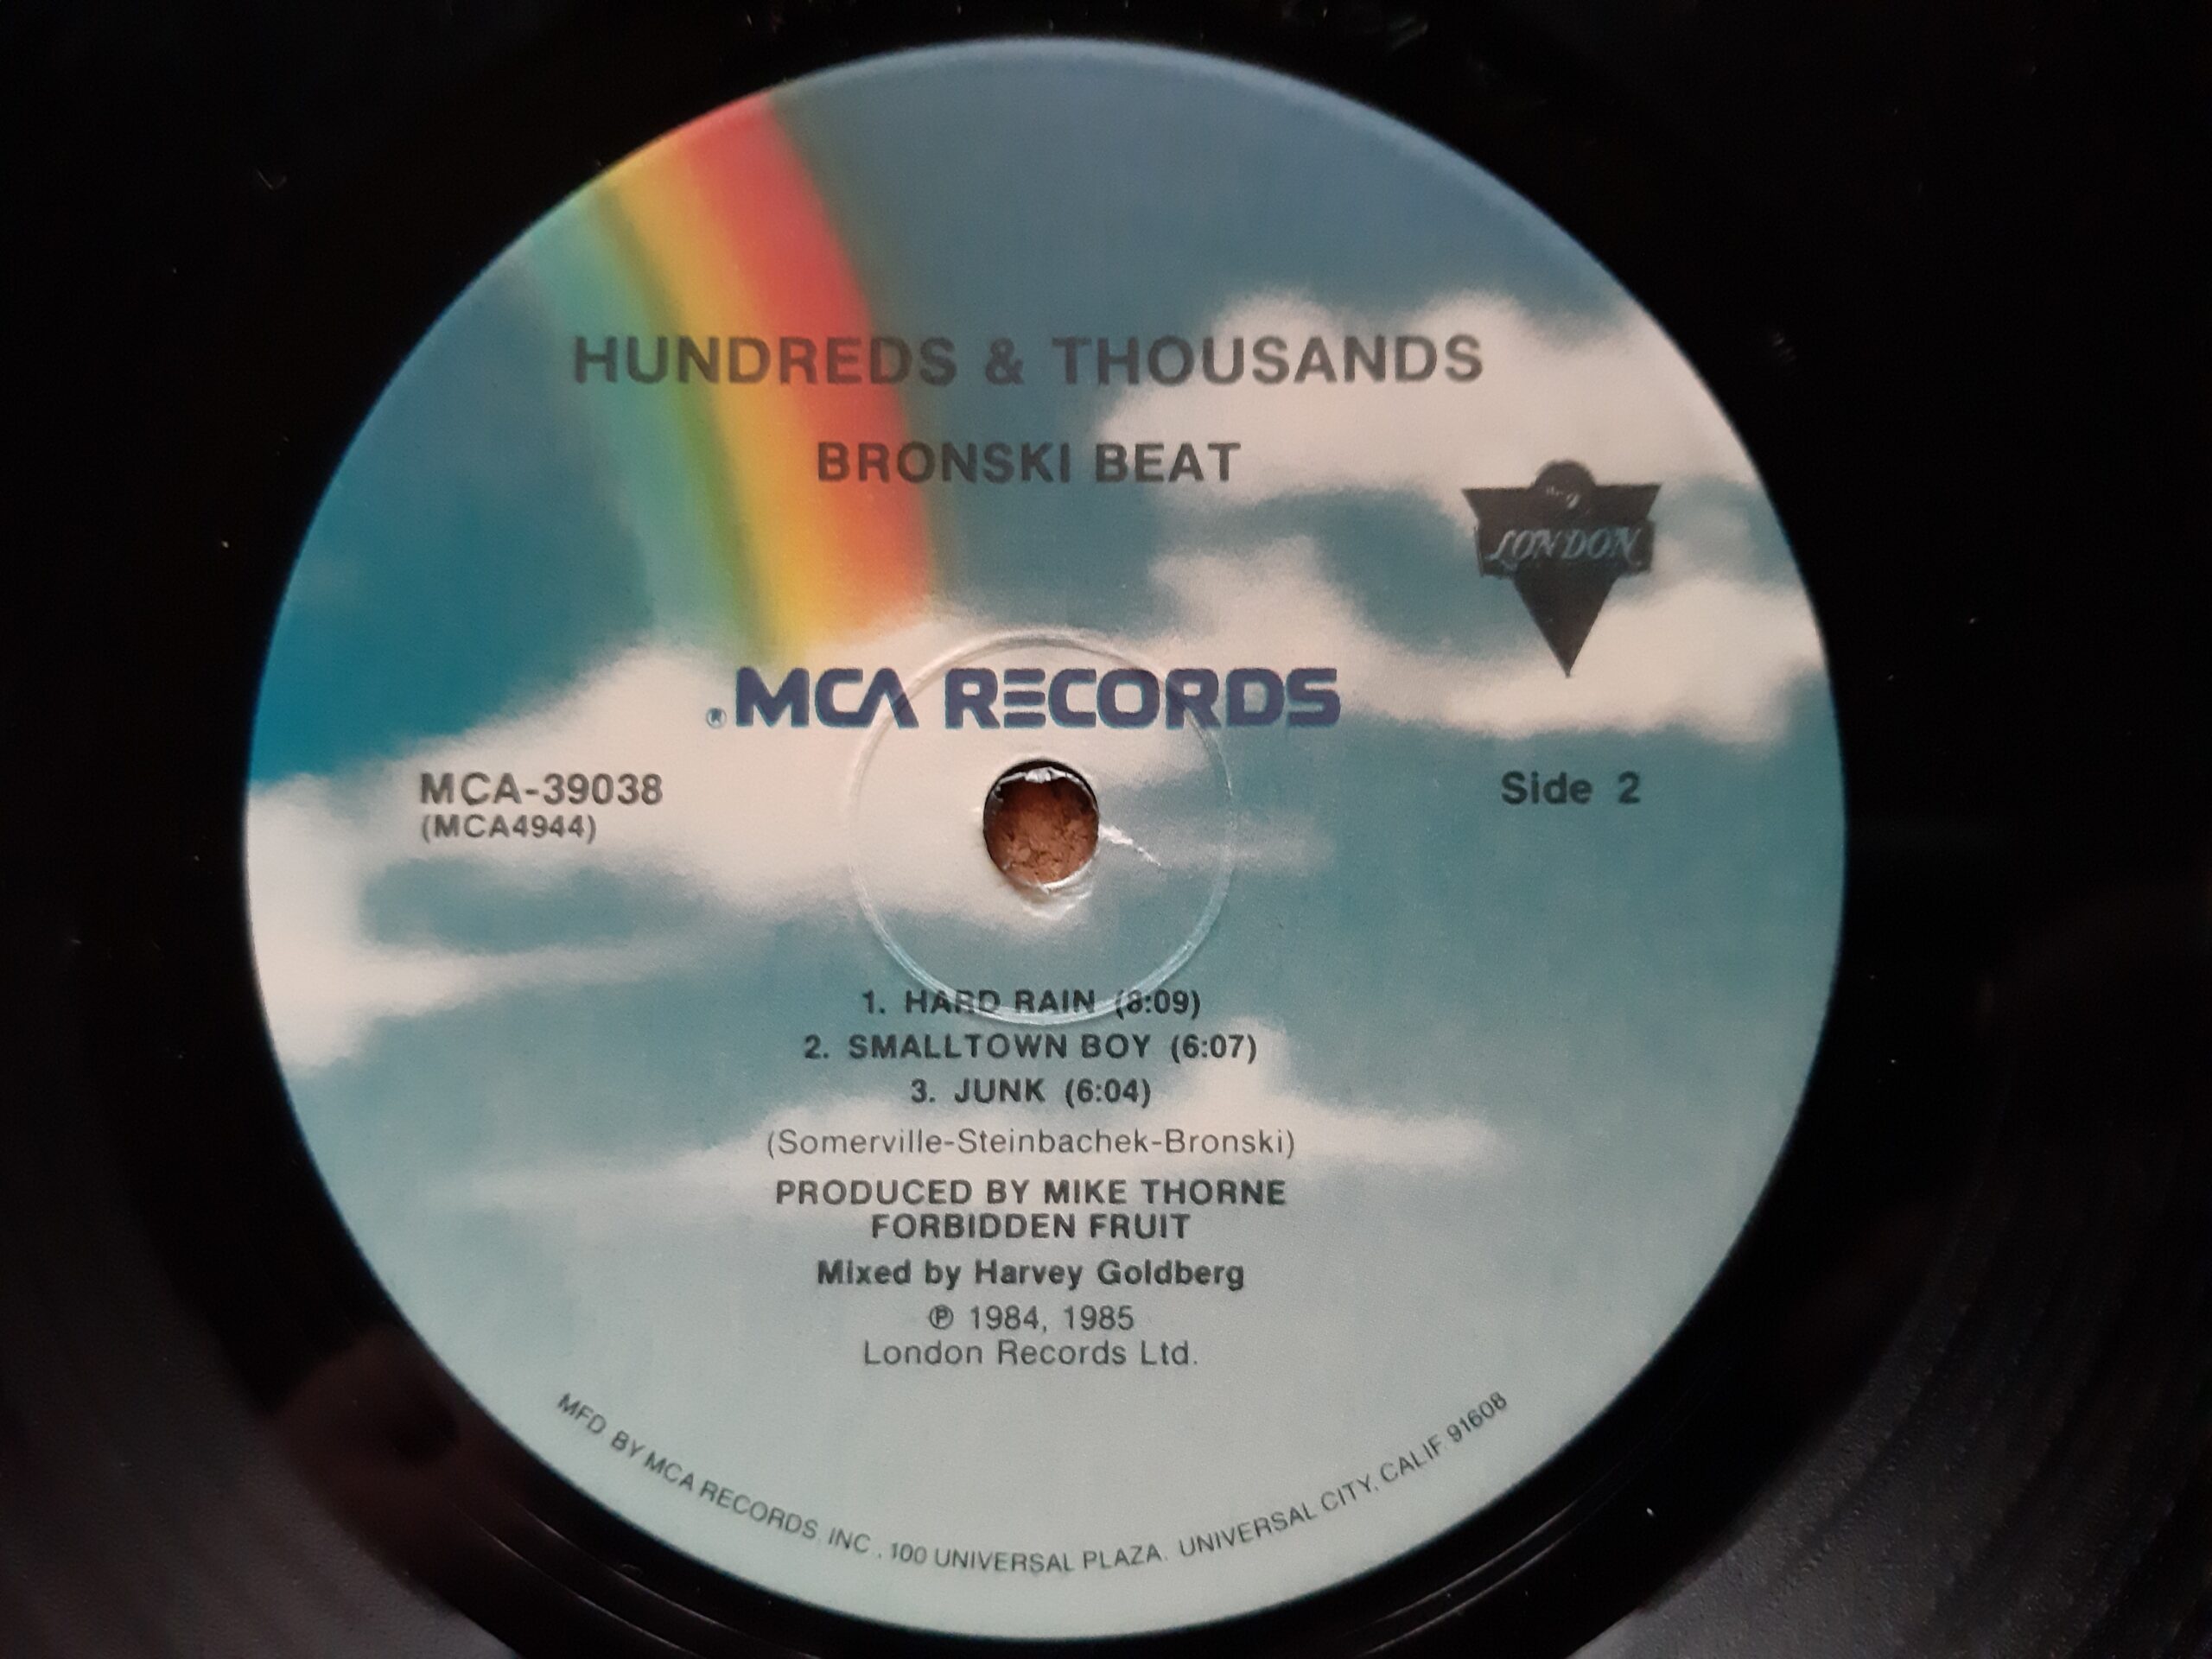 HUNDREDS & THOUSANDS
BRONSKI BEAT
LONDON
® MCA RECORDS
MCA-39038
(MCA4944)
Side 2
1. HARD RAIN (8:09)
2. SMALLTOWN BOY (6:07)
3. JUNK (6:04)
(Somerville-Steinbachek-Bronski)
PRODUCED BY MIKE THORNE
FORBIDDEN FRUIT
Mixed by Harvey Goldberg
℗ 1984, 1985
London Records Ltd.
MFD. BY MCA RECORDS, INC., 100 UNIVERSAL PLAZA, UNIVERSAL CITY, CALIF. 91608